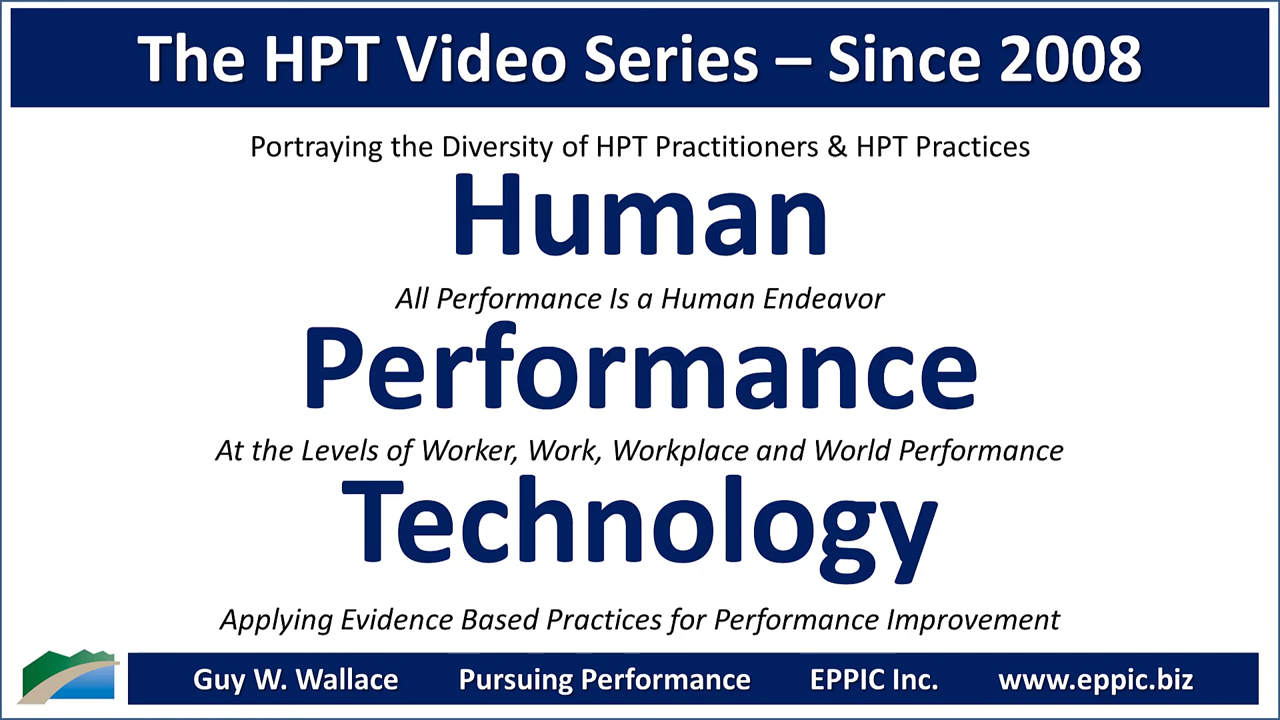 The HPT Video Series – Since 2008
Portraying the Diversity of HPT Practitioners & HPT Practices
Human
All Performance Is a Human Endeavor
Performance
At the Levels of Worker, Work, Workplace and World Performance
Technology
Applying Evidence Based Practices for Performance Improvement
Guy W. Wallace Pursuing Performance EPPIC Inc. www.eppic.biz